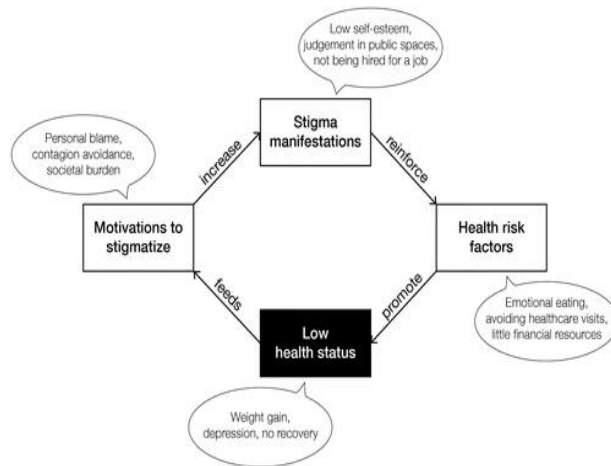 Low self-esteem,
judgement in public spaces,
not being hired for a job
Stigma
manifestations
Personal blame,
contagion avoidance,
societal burden
increase
reinforce
Motivations to
stigmatize
Health risk
factors
feeds
promote
Emotional eating,
avoiding healthcare visits,
little financial resources
Low
health status
Weight gain,
depression, no recovery